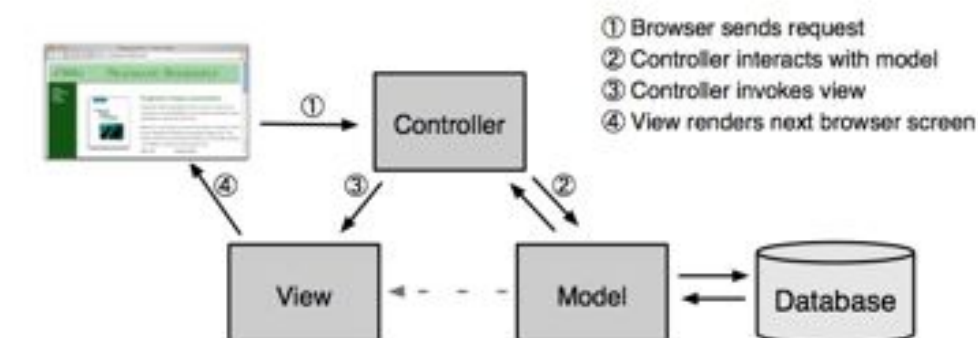 ① Browser sends request
② Controller interacts with model
③ Controller invokes view
④ View renders next browser screen
①
Controller
④
③
②
View
Model
Database